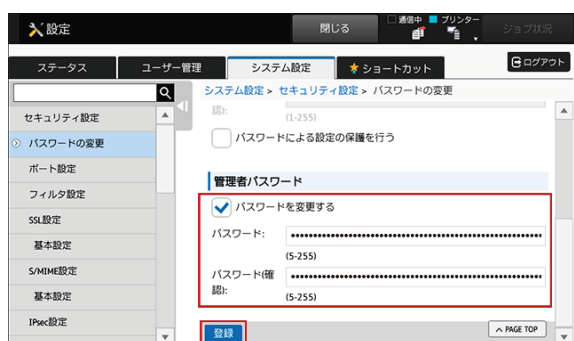 設定
閉じる
通信中 プリンター
ジョブ状況
ステータス ユーザー管理 システム設定 ショートカット ログアウト
システム設定 > セキュリティ設定 > パスワードの変更
セキュリティ設定
パスワードの変更
ポート設定
フィルタ設定
SSL設定
基本設定
S/MIME設定
基本設定
IPsec設定
認):
(1-255)
パスワードによる設定の保護を行う
管理者パスワード
パスワードを変更する
パスワード:
(5-255)
パスワード(確
認):
(5-255)
登録
PAGE TOP